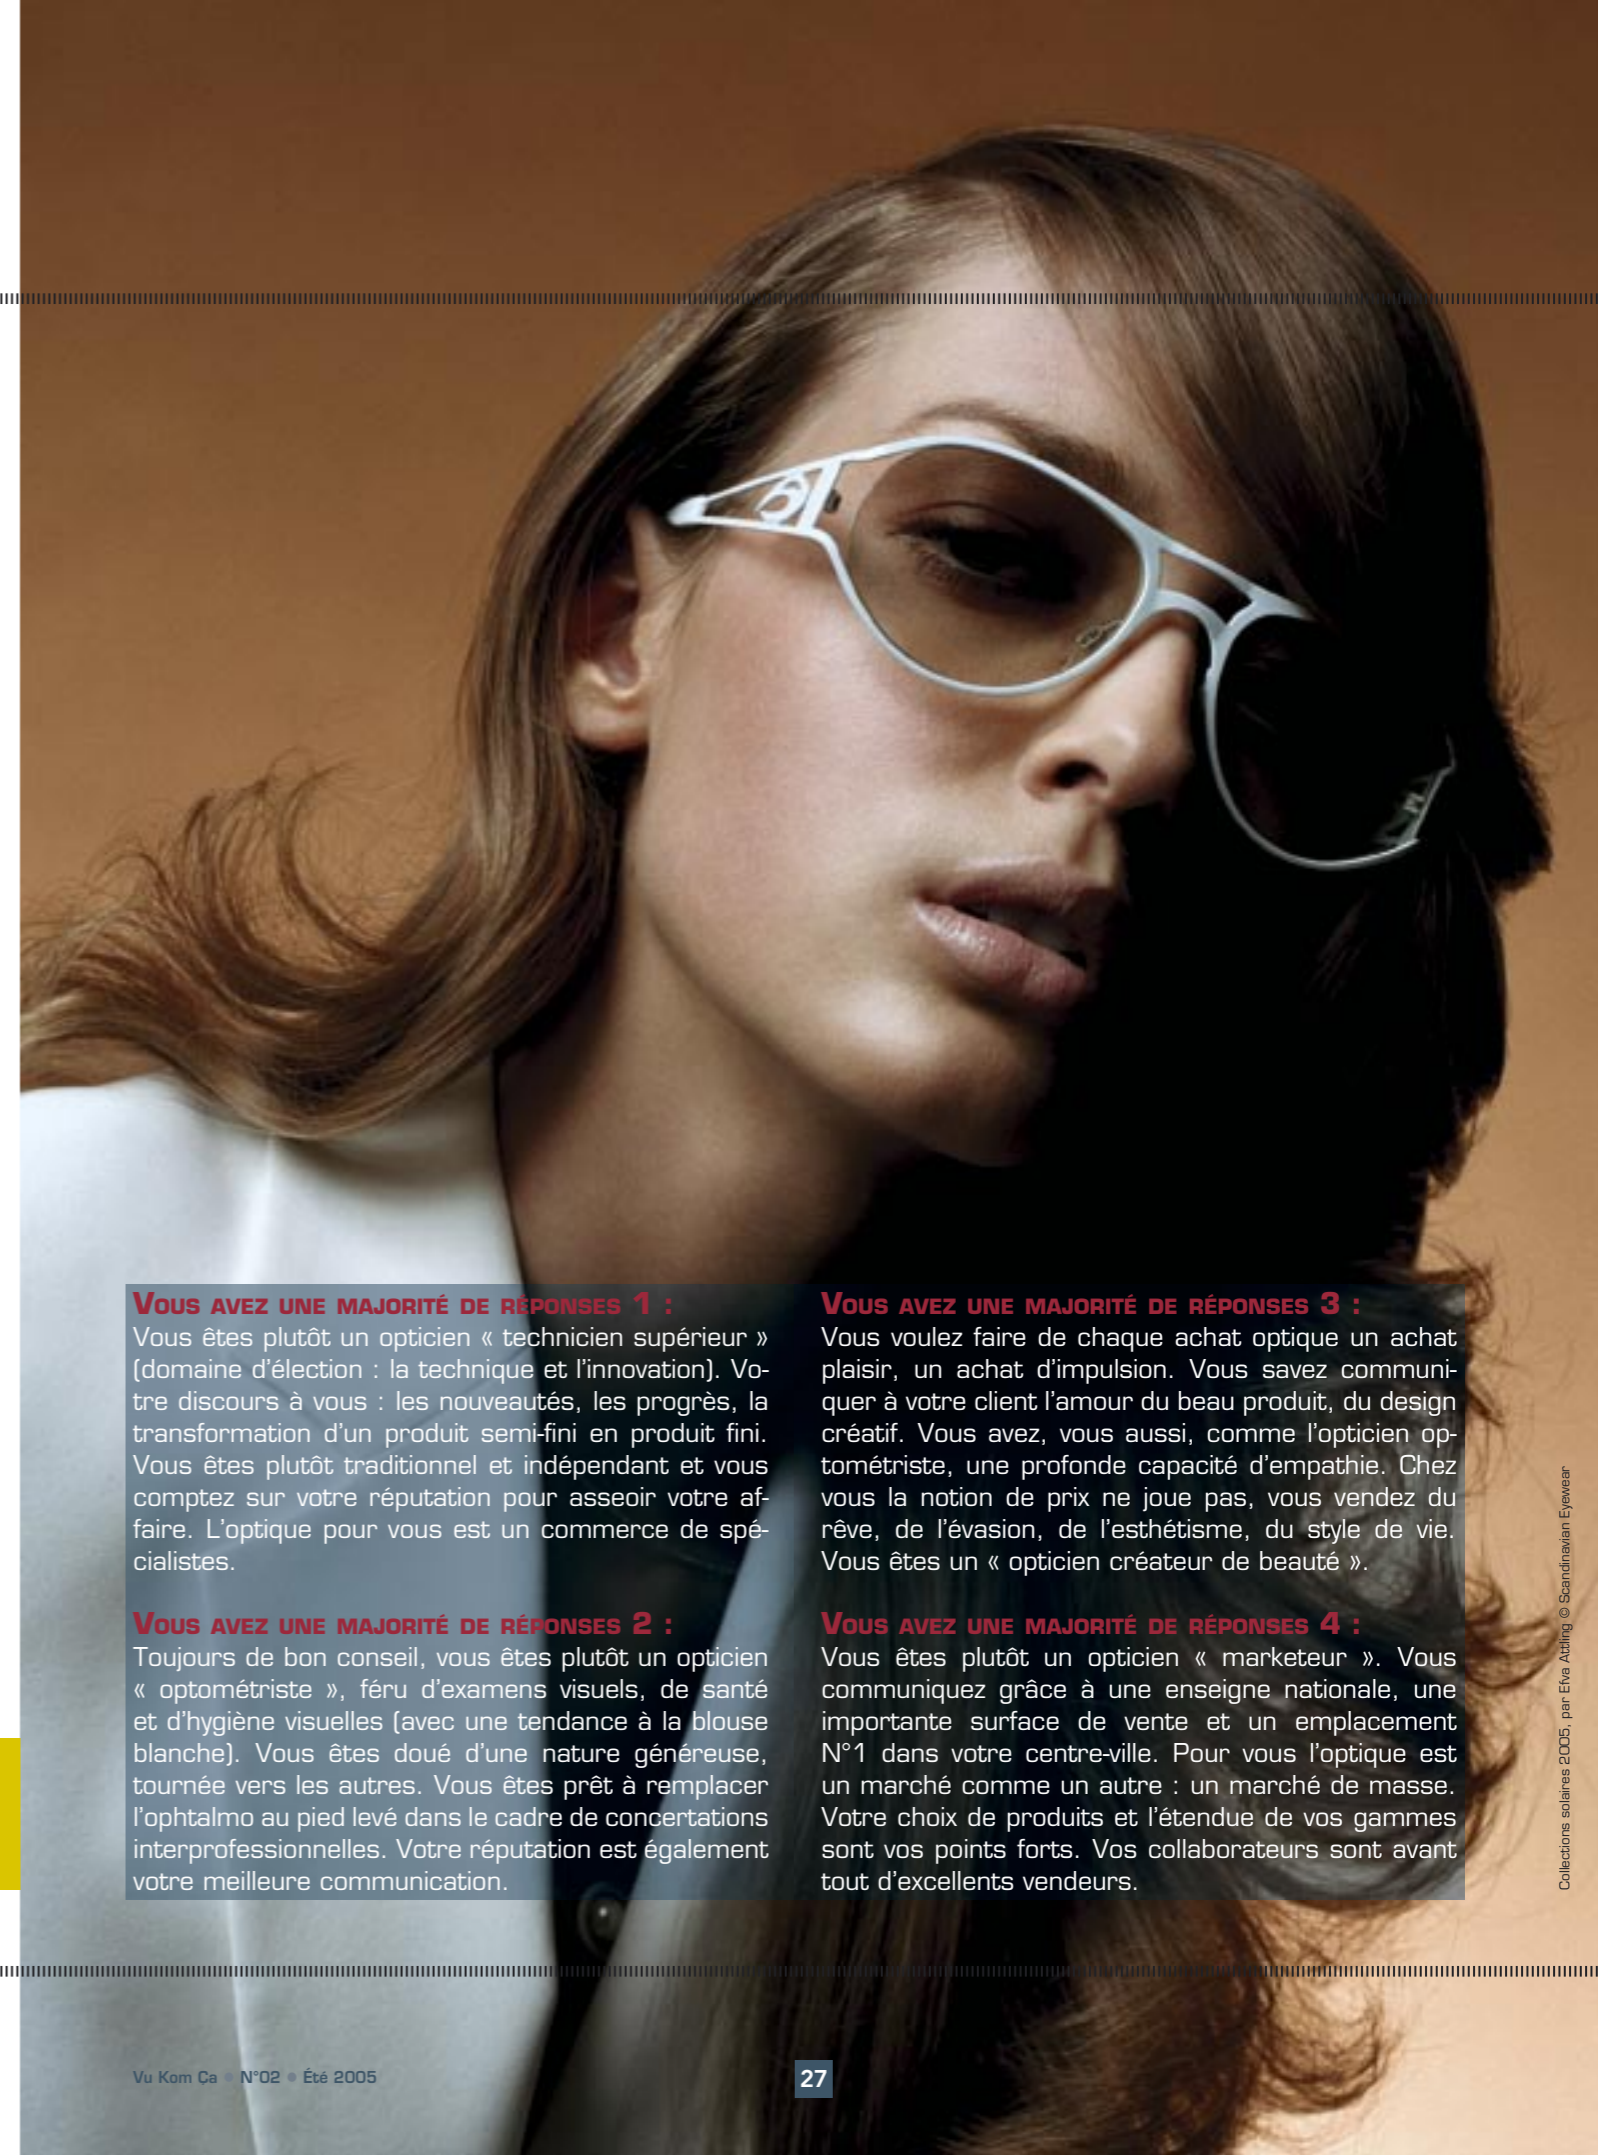 VOUS AVEZ UNE MAJORITÉ DE RÉPONSES 1 :
Vous êtes plutôt un opticien « technicien supérieur »
(domaine d'élection : la technique et l'innovation). Vo-
tre discours à vous : les nouveautés, les progrès, la
transformation d'un produit semi-fini en produit fini.
Vous êtes plutôt traditionnel et indépendant et vous
comptez sur votre réputation pour asseoir votre af-
faire. L'optique pour vous est un commerce de spé-
cialistes.
VOUS AVEZ UNE MAJORITÉ DE RÉPONSES 2 :
Toujours de bon conseil, vous êtes plutôt un opticien
« optométriste », féru d'examens visuels, de santé
et d'hygiène visuelles (avec une tendance à la blouse
blanche). Vous êtes doué d'une nature généreuse,
tournée vers les autres. Vous êtes prêt à remplacer
l'ophtalmo au pied levé dans le cadre de concertations
interprofessionnelles. Votre réputation est également
votre meilleure communication.
VOUS AVEZ UNE MAJORITÉ DE RÉPONSES 3 :
Vous voulez faire de chaque achat optique un achat
plaisir, un achat d'impulsion. Vous savez communi-
quer à votre client l'amour du beau produit, du design
créatif. Vous avez, vous aussi, comme l'opticien op-
tométriste, une profonde capacité d'empathie. Chez
vous la notion de prix ne joue pas, vous vendez du
rêve, de l'évasion, de l'esthétisme, du style de vie.
Vous êtes un « opticien créateur de beauté ».
VOUS AVEZ UNE MAJORITÉ DE RÉPONSES 4 :
Vous êtes plutôt un opticien « marketeur ». Vous
communiquez grâce à une enseigne nationale, une
importante surface de vente et un emplacement
N°1 dans votre centre-ville. Pour vous l'optique est
un marché comme un autre : un marché de masse.
Votre choix de produits et l'étendue de vos gammes
sont vos points forts. Vos collaborateurs sont avant
tout d'excellents vendeurs.
Collections solaires 2005, par Efva Attling © Scandinavian Eyewear
Vu Kom Ça • N°02 • Été 2005
27